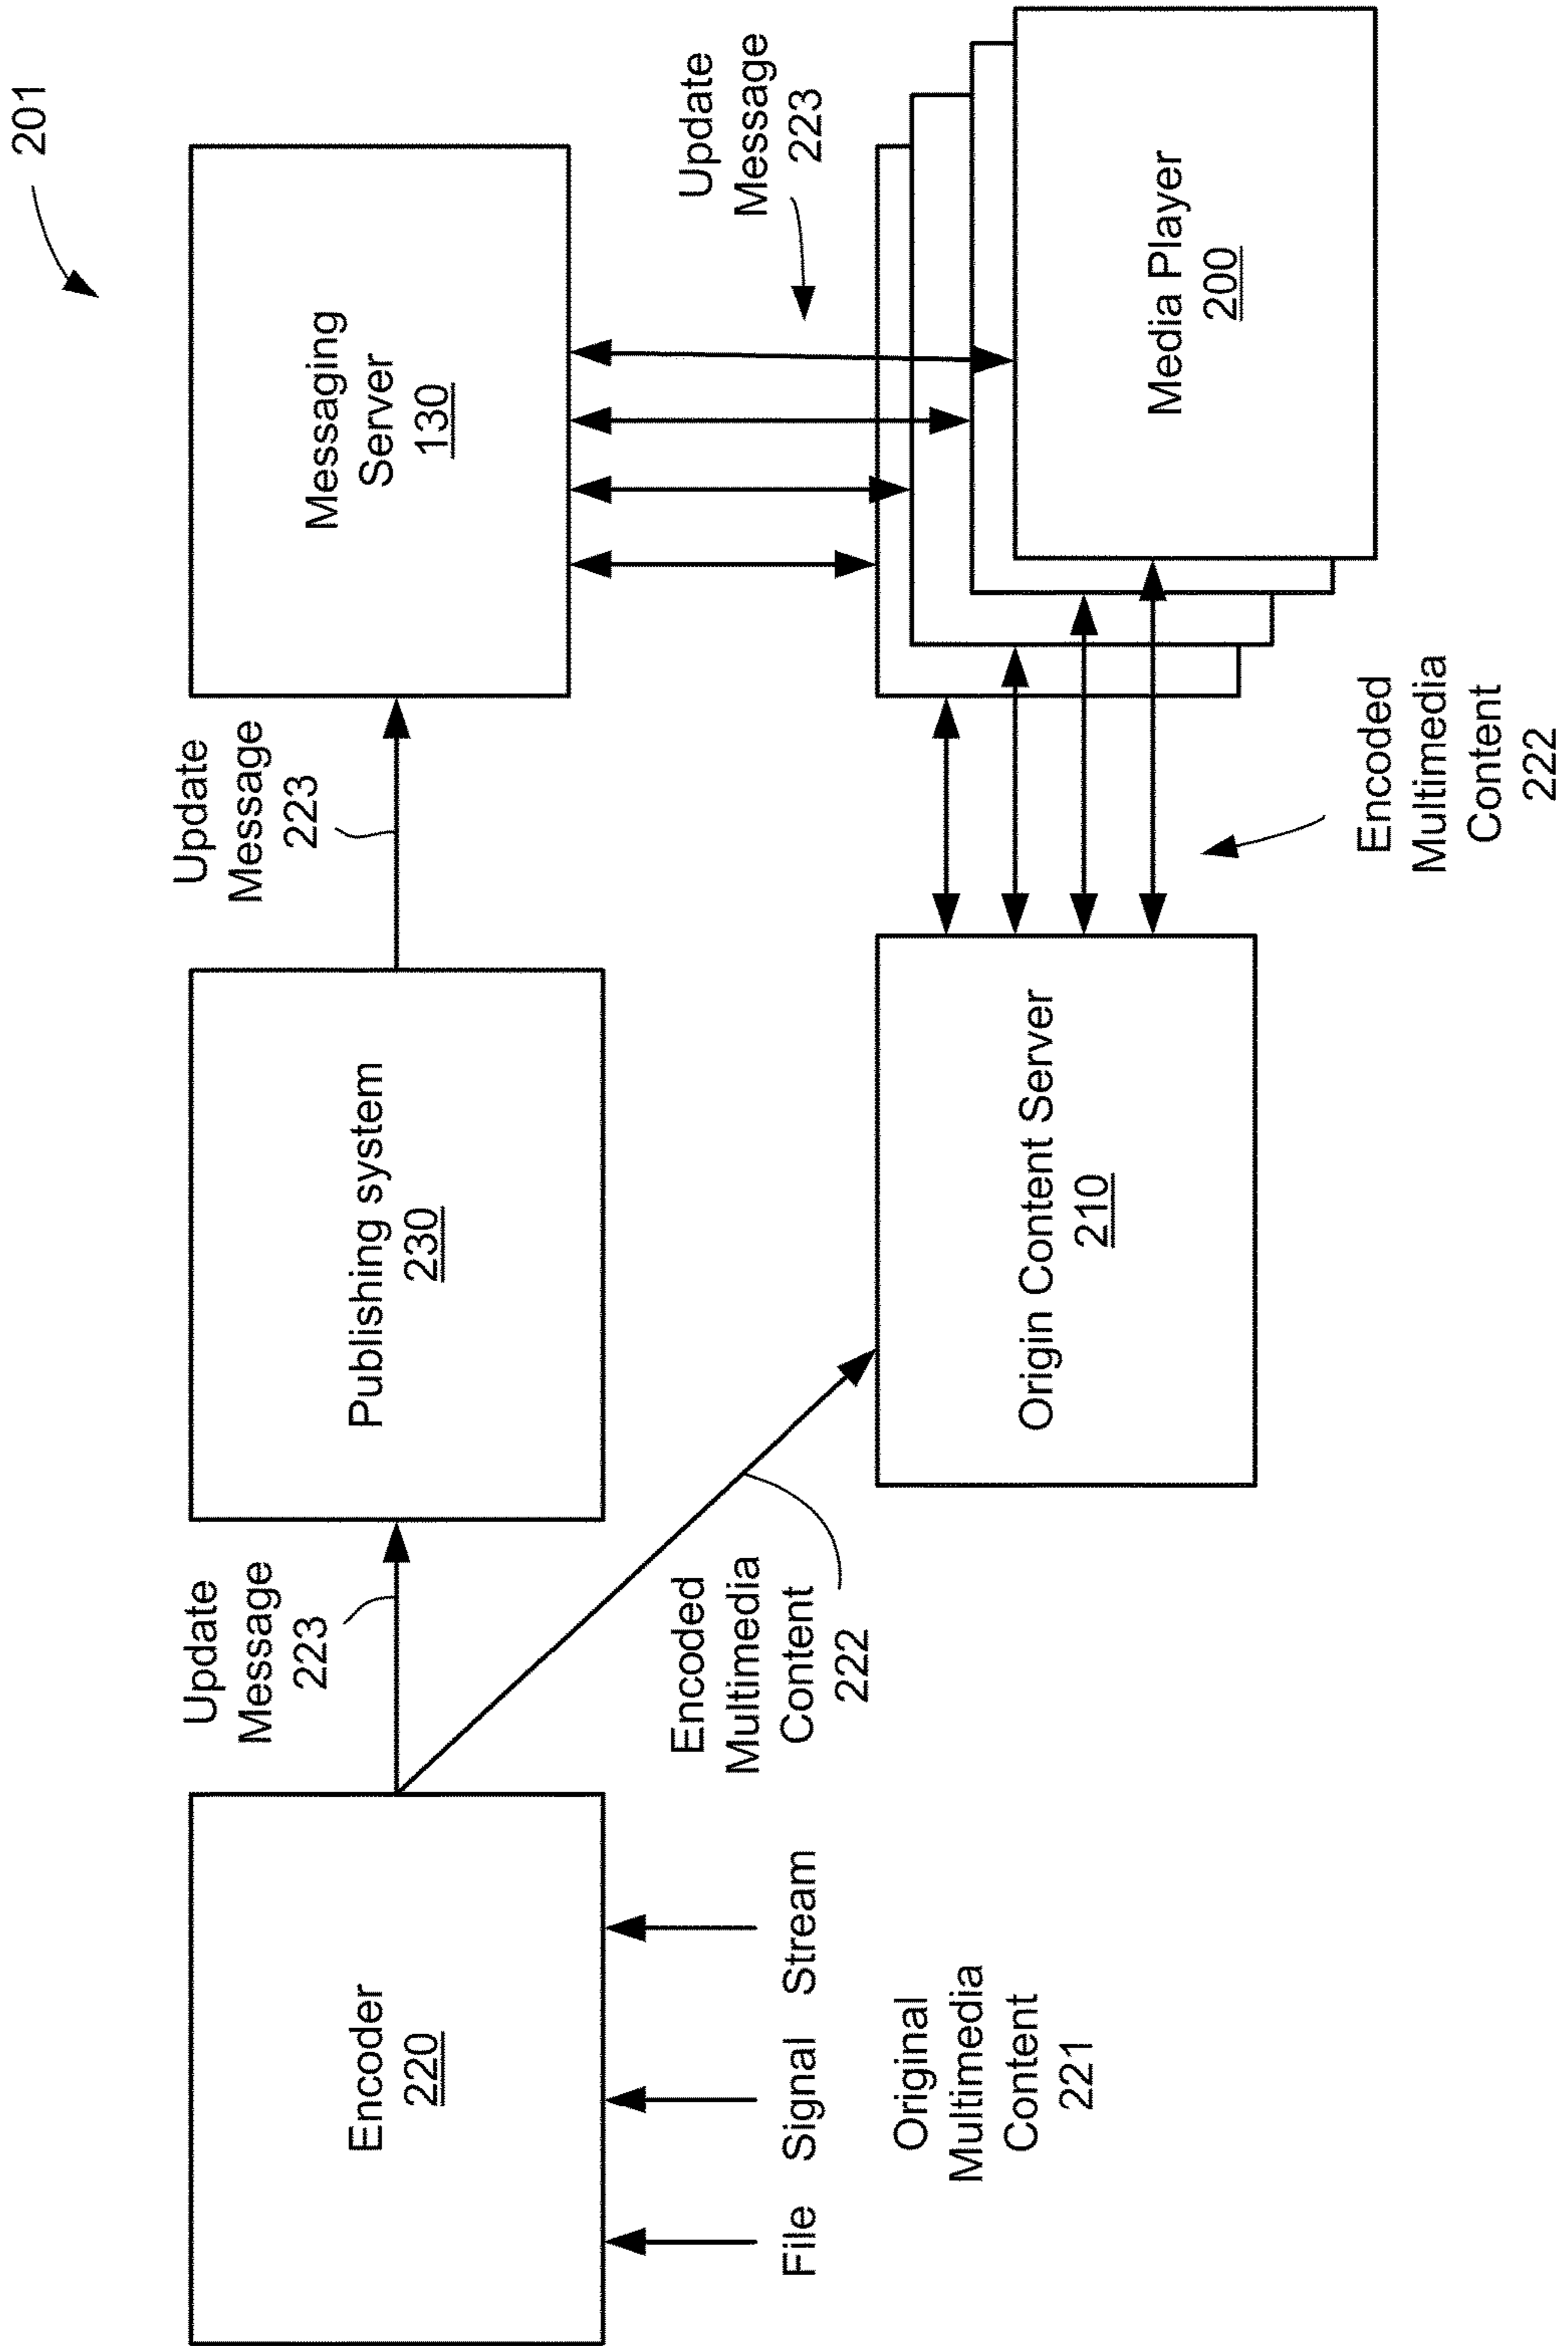 201
Update
Message
223
Update
Message
223
Encoder
220
Publishing system
230
Messaging
Server
130
Encoded
Multimedia
Content
222
Update
Message
223
File
Signal
Stream
Original
Multimedia
Content
221
Origin Content Server
210
Media Player
200
Encoded
Multimedia
Content
222